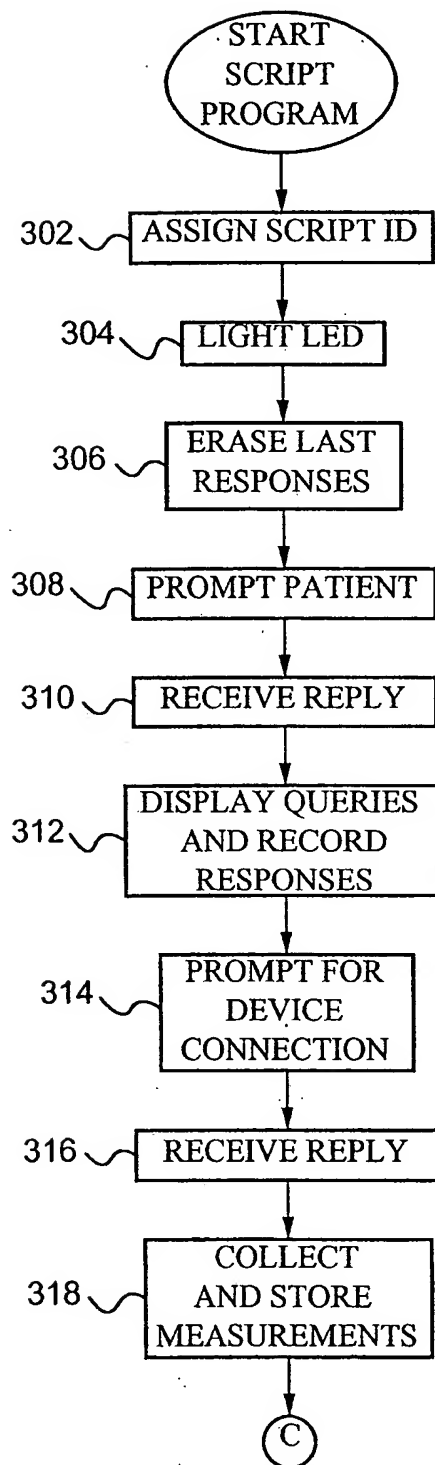 START
SCRIPT
PROGRAM
302 ASSIGN SCRIPT ID
304 LIGHT LED
306 ERASE LAST
RESPONSES
308 PROMPT PATIENT
310 RECEIVE REPLY
312 DISPLAY QUERIES
AND RECORD
RESPONSES
314 PROMPT FOR
DEVICE
CONNECTION
316 RECEIVE REPLY
318 COLLECT
AND STORE
MEASUREMENTS
C